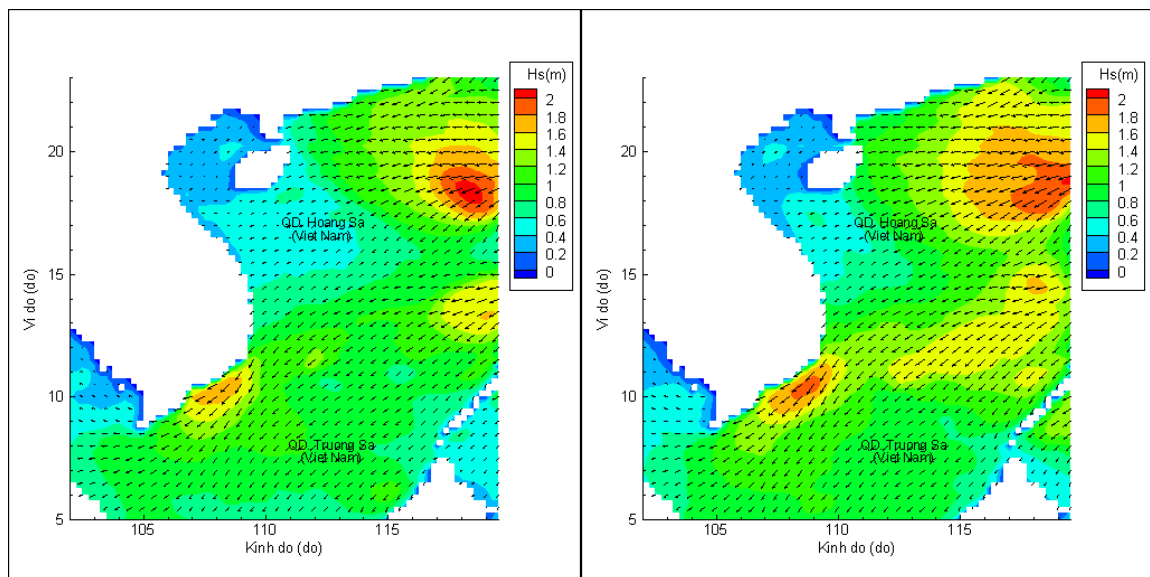 Hs(m)
2
1.8
1.6
1.4
1.2
1
0.8
0.6
0.4
0.2
0
20
15
10
5
Vi do (do)
QD. Hoang Sa
(Viet Nam)
QD. Truong Sa
(Viet Nam)
105
110
115
Kinh do (do)
Hs(m)
2
1.8
1.6
1.4
1.2
1
0.8
0.6
0.4
0.2
0
20
15
10
5
Vi do (do)
QD. Hoang Sa
(Viet Nam)
QD. Truong Sa
(Viet Nam)
105
110
115
Kinh do (do)